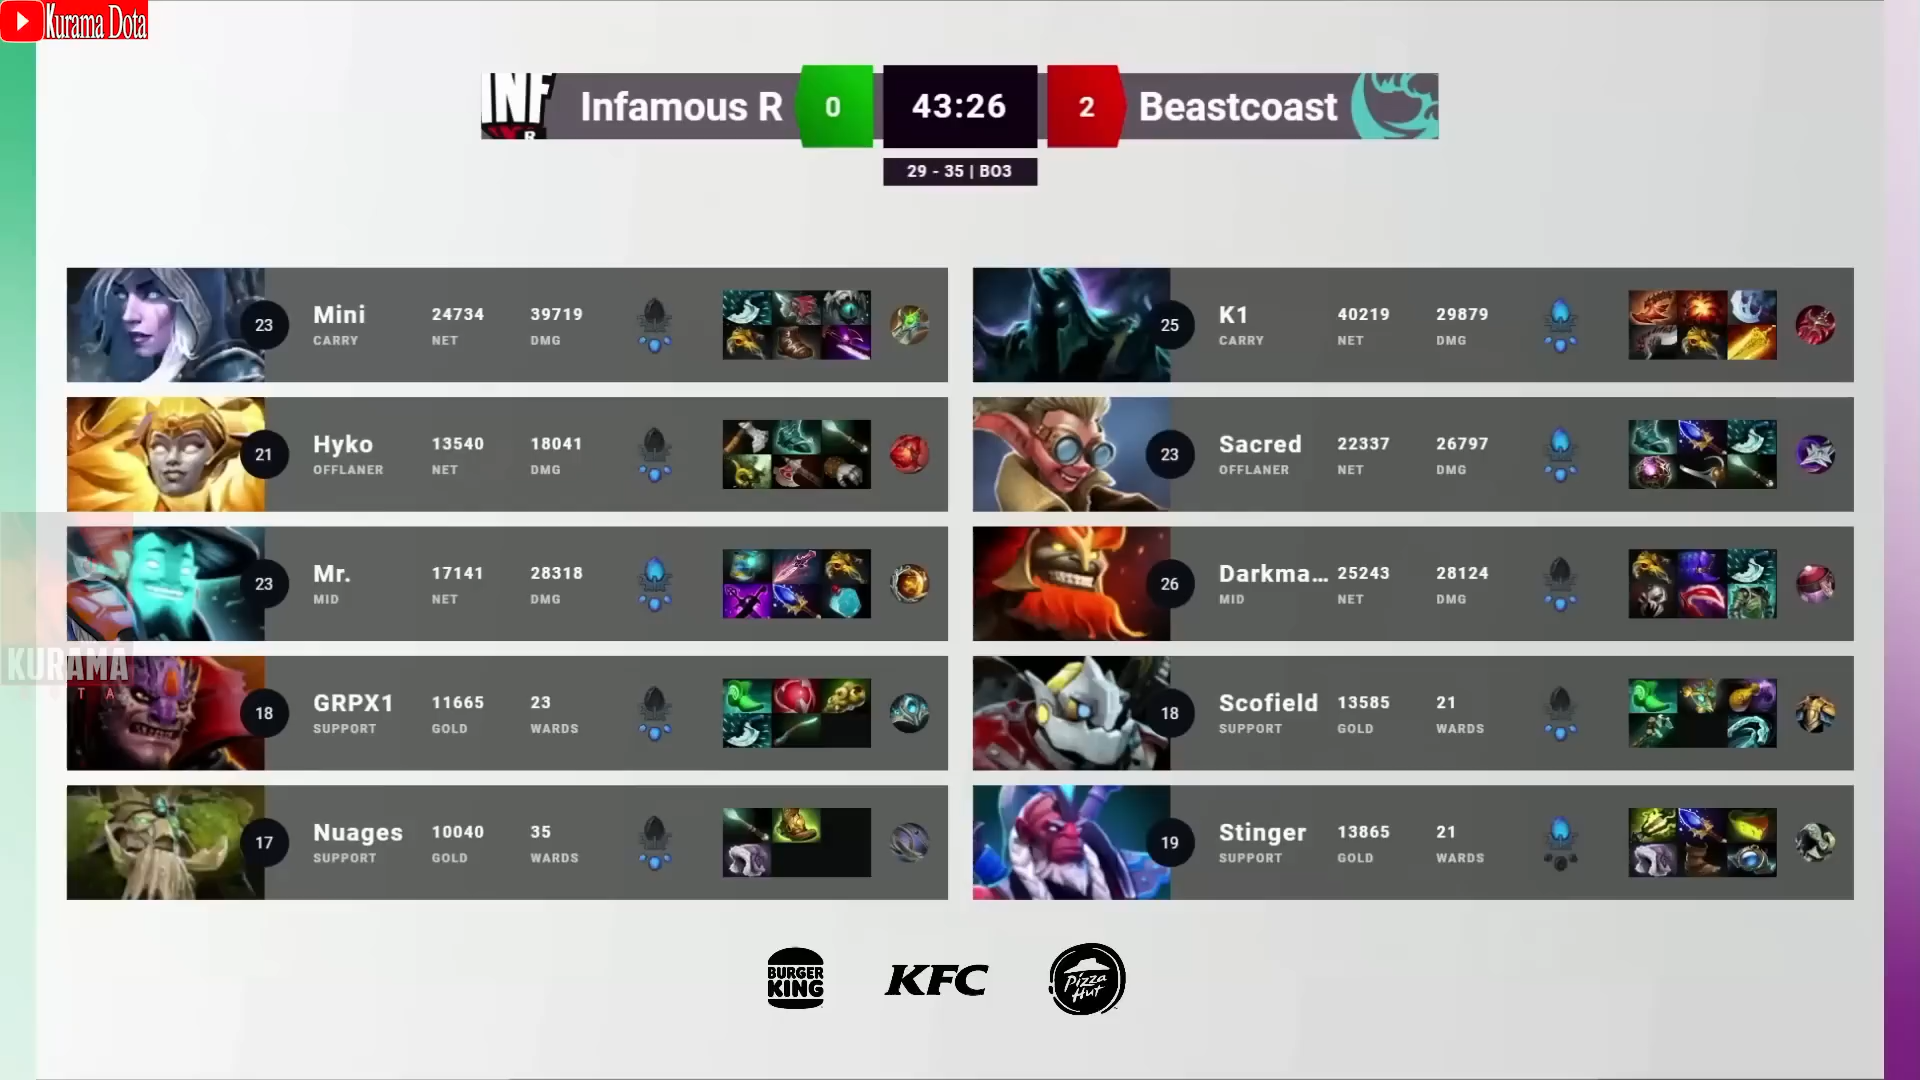 Kurama Dota
INF
R
Infamous R
0
43:26
2
Beastcoast
29 - 35 | BO3
23
Mini
24734
39719
CARRY
NET
DMG
25
K1
40219
29879
CARRY
NET
DMG
21
Hyko
13540
18041
OFFLANER
NET
DMG
23
Sacred
22337
26797
OFFLANER
NET
DMG
23
Mr.
17141
28318
MID
NET
DMG
26
Darkma...
25243
28124
MID
NET
DMG
KURAMA
18
GRPX1
11665
23
SUPPORT
GOLD
WARDS
18
Scofield
13585
21
SUPPORT
GOLD
WARDS
17
Nuages
10040
35
SUPPORT
GOLD
WARDS
19
Stinger
13865
21
SUPPORT
GOLD
WARDS
BURGER
KING
KFC
Pizza
Hut